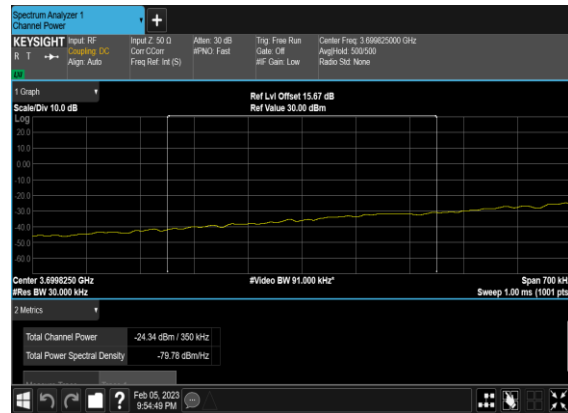 Spectrum Analyzer 1
Channel Power
+
KEYSIGHT Input: RF Input Z: 50 Ω Atten: 30 dB Trig: Free Run Center Freq: 3.699825000 GHz
R T Coupling: DC Corr CCorr #PNO: Fast Gate: Off Avg|Hold: 500/500
Align: Auto Freq Ref: Int (S) #IF Gain: Low Radio Std: None
1 Graph
Ref Lvl Offset 15.67 dB
Scale/Div 10.0 dB Ref Value 30.00 dBm
Log
20.0
10.0
0.00
-10.0
-20.0
-30.0
-40.0
-50.0
-60.0
Center 3.6998250 GHz #Video BW 91.000 kHz* Span 700 kH
#Res BW 30.000 kHz Sweep 1.00 ms (1001 pts
2 Metrics
Total Channel Power -24.34 dBm / 350 kHz
Total Power Spectral Density -79.78 dBm/Hz
?
Feb 05, 2023
9:54:49 PM